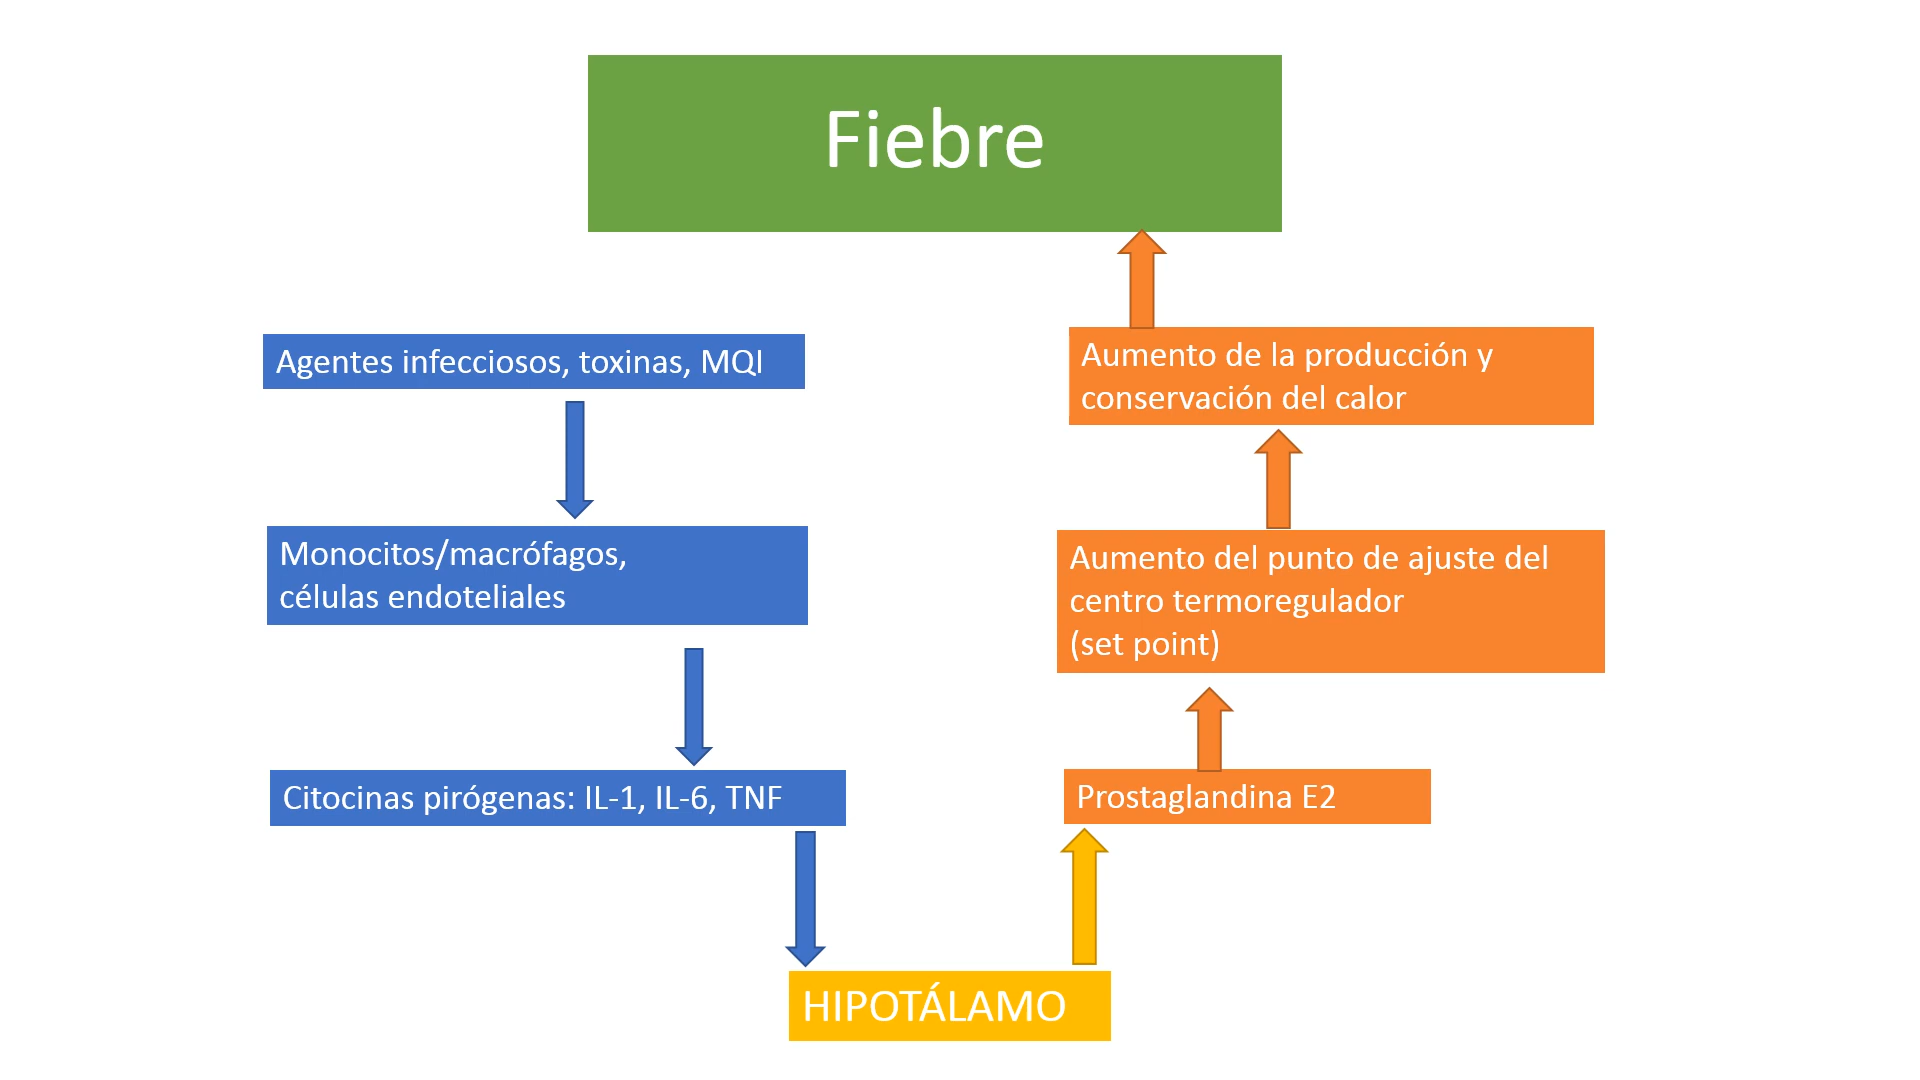 Fiebre
Agentes infecciosos, toxinas, MQI
Monocitos/macrófagos,
células endoteliales
Citocinas pirógenas: IL-1, IL-6, TNF
HIPOTÁLAMO
Prostaglandina E2
Aumento del punto de ajuste del
centro termoregulador
(set point)
Aumento de la producción y
conservación del calor